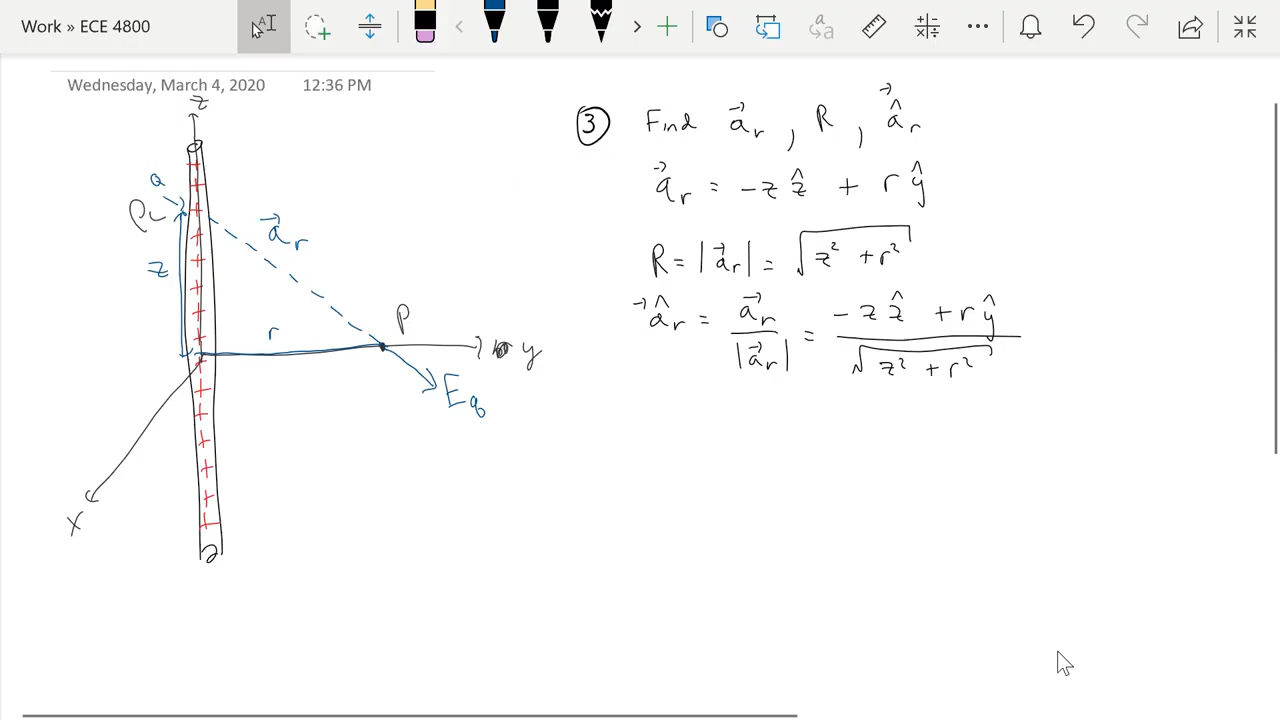 Work » ECE 4800
Wednesday, March 4, 2020 12:36 PM
z
Q
ρL
z
a⃗r
r
P
y
Eq
x
③ Find a⃗r , R , â⃗r
a⃗r = -z ẑ + r ŷ
R = |a⃗r| = √(z² + r²)
â⃗r = a⃗r / |a⃗r| = (-z ẑ + r ŷ) / √(z² + r²)